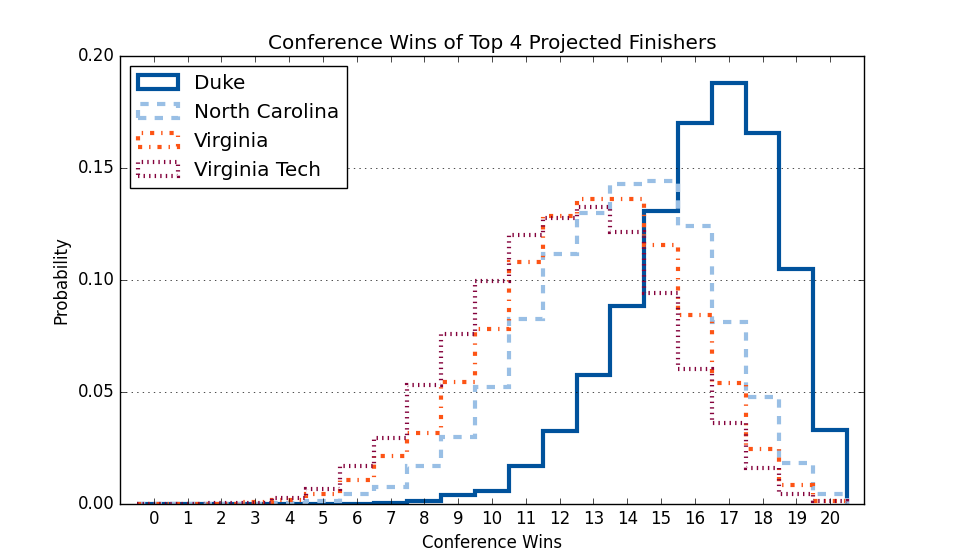 Conference Wins of Top 4 Projected Finishers
0.20
Duke
North Carolina
Virginia
Virginia Tech
0.15
0.10
0.05
0.00
Probability
0 1 2 3 4 5 6 7 8 9 10 11 12 13 14 15 16 17 18 19 20
Conference Wins